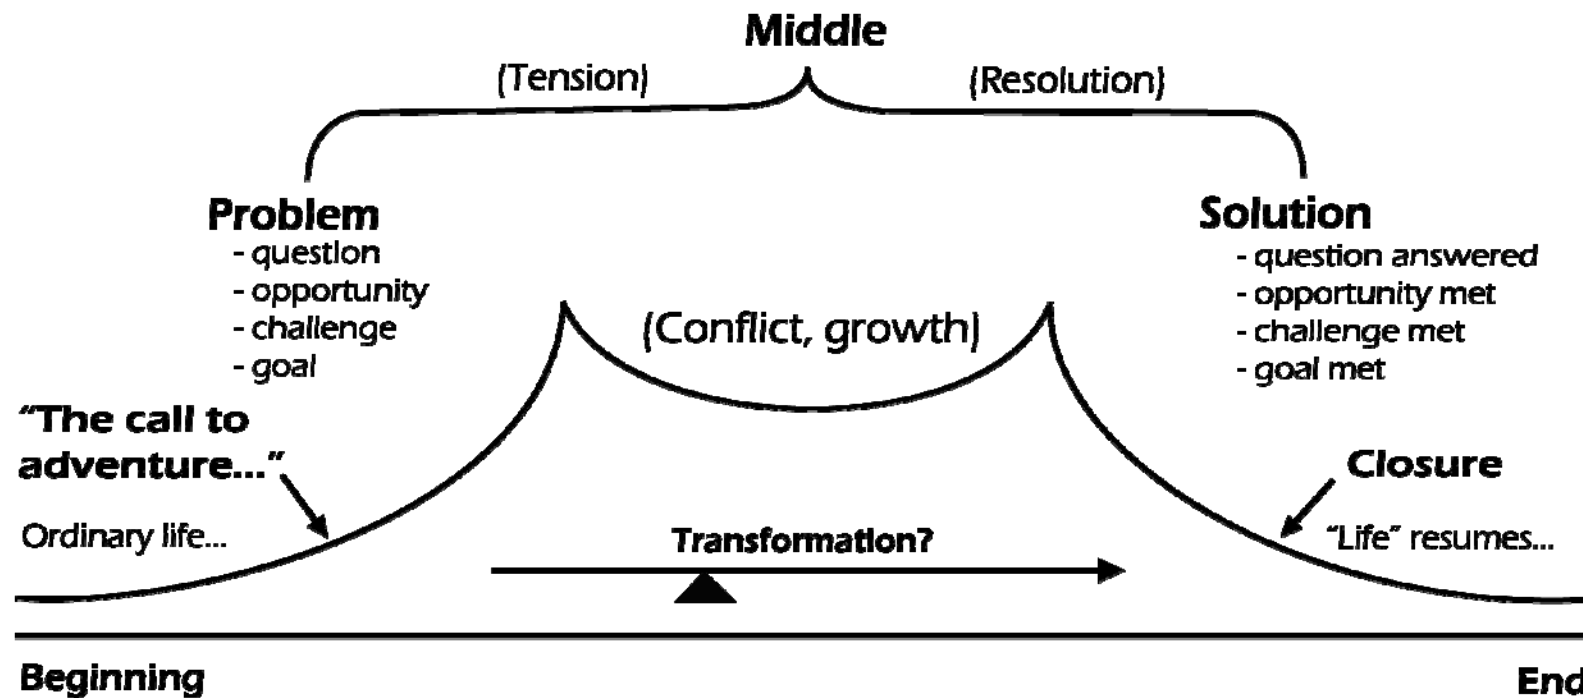 Middle
(Tension)
(Resolution)
Problem
- question
- opportunity
- challenge
- goal
Solution
- question answered
- opportunity met
- challenge met
- goal met
(Conflict, growth)
“The call to
adventure...”
Closure
Ordinary life...
“Life” resumes...
Transformation?
Beginning
End